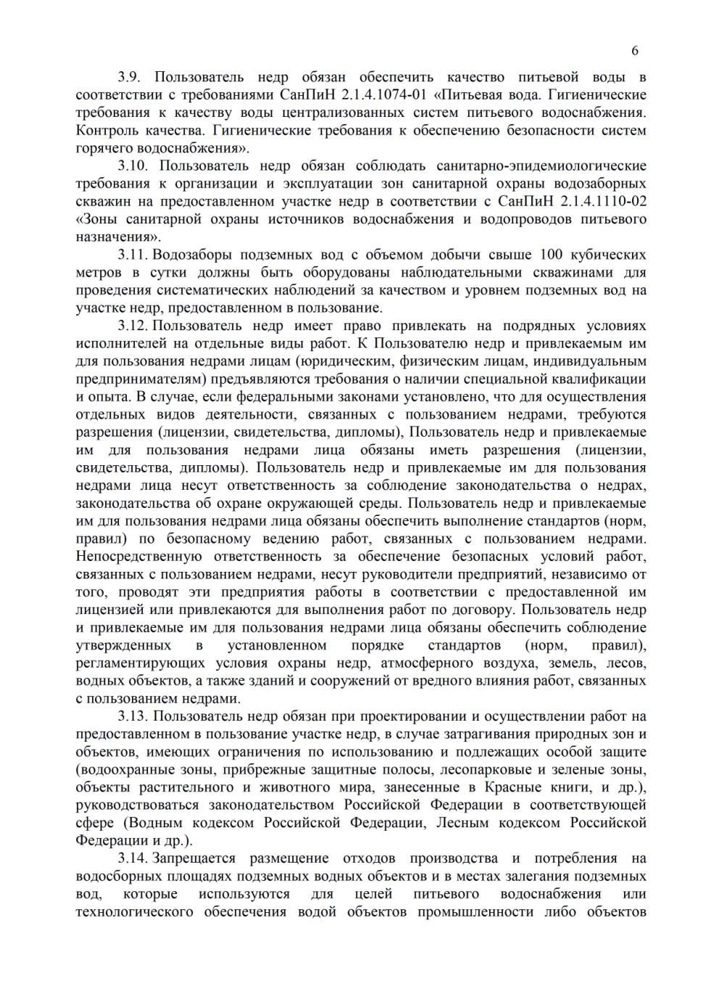 6
3.9. Пользователь недр обязан обеспечить качество питьевой воды в
соответствии с требованиями СанПиН 2.1.4.1074-01 «Питьевая вода. Гигиенические
требования к качеству воды централизованных систем питьевого водоснабжения.
Контроль качества. Гигиенические требования к обеспечению безопасности систем
горячего водоснабжения».
3.10. Пользователь недр обязан соблюдать санитарно-эпидемиологические
требования к организации и эксплуатации зон санитарной охраны водозаборных
скважин на предоставленном участке недр в соответствии с СанПиН 2.1.4.1110-02
«Зоны санитарной охраны источников водоснабжения и водопроводов питьевого
назначения».
3.11. Водозаборы подземных вод с объемом добычи свыше 100 кубических
метров в сутки должны быть оборудованы наблюдательными скважинами для
проведения систематических наблюдений за качеством и уровнем подземных вод на
участке недр, предоставленном в пользование.
3.12. Пользователь недр имеет право привлекать на подрядных условиях
исполнителей на отдельные виды работ. К Пользователю недр и привлекаемым им
для пользования недрами лицам (юридическим, физическим лицам, индивидуальным
предпринимателям) предъявляются требования о наличии специальной квалификации
и опыта. В случае, если федеральными законами установлено, что для осуществления
отдельных видов деятельности, связанных с пользованием недрами, требуются
разрешения (лицензии, свидетельства, дипломы), Пользователь недр и привлекаемые
им для пользования недрами лица обязаны иметь разрешения (лицензии,
свидетельства, дипломы). Пользователь недр и привлекаемые им для пользования
недрами лица несут ответственность за соблюдение законодательства о недрах,
законодательства об охране окружающей среды. Пользователь недр и привлекаемые
им для пользования недрами лица обязаны обеспечить выполнение стандартов (норм,
правил) по безопасному ведению работ, связанных с пользованием недрами.
Непосредственную ответственность за обеспечение безопасных условий работ,
связанных с пользованием недрами, несут руководители предприятий, независимо от
того, проводят эти предприятия работы в соответствии с предоставленной им
лицензией или привлекаются для выполнения работ по договору. Пользователь недр
и привлекаемые им для пользования недрами лица обязаны обеспечить соблюдение
утвержденных в установленном порядке стандартов (норм, правил),
регламентирующих условия охраны недр, атмосферного воздуха, земель, лесов,
водных объектов, а также зданий и сооружений от вредного влияния работ, связанных
с пользованием недрами.
3.13. Пользователь недр обязан при проектировании и осуществлении работ на
предоставленном в пользование участке недр, в случае затрагивания природных зон и
объектов, имеющих ограничения по использованию и подлежащих особой защите
(водоохранные зоны, прибрежные защитные полосы, лесопарковые и зеленые зоны,
объекты растительного и животного мира, занесенные в Красные книги, и др.),
руководствоваться законодательством Российской Федерации в соответствующей
сфере (Водным кодексом Российской Федерации, Лесным кодексом Российской
Федерации и др.).
3.14. Запрещается размещение отходов производства и потребления на
водосборных площадях подземных водных объектов и в местах залегания подземных
вод, которые используются для целей питьевого водоснабжения или
технологического обеспечения водой объектов промышленности либо объектов